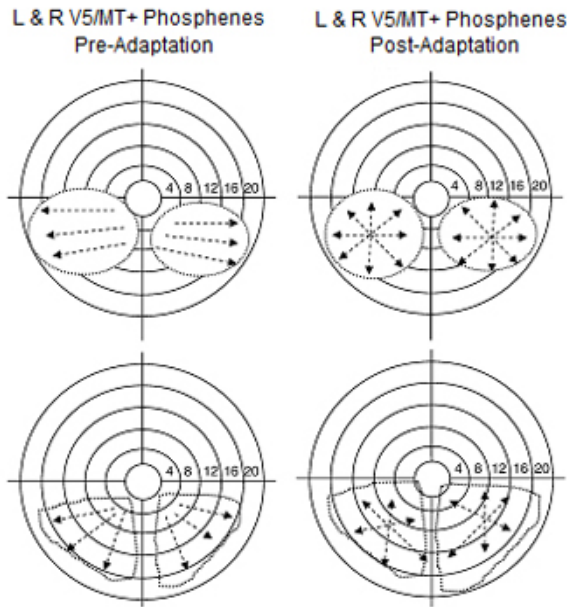 L & R V5/MT+ Phosphenes
Pre-Adaptation
L & R V5/MT+ Phosphenes
Post-Adaptation
4 8 12 16 20
4 8 12 16 20
4 8 12 16 20
4 8 12 16 20